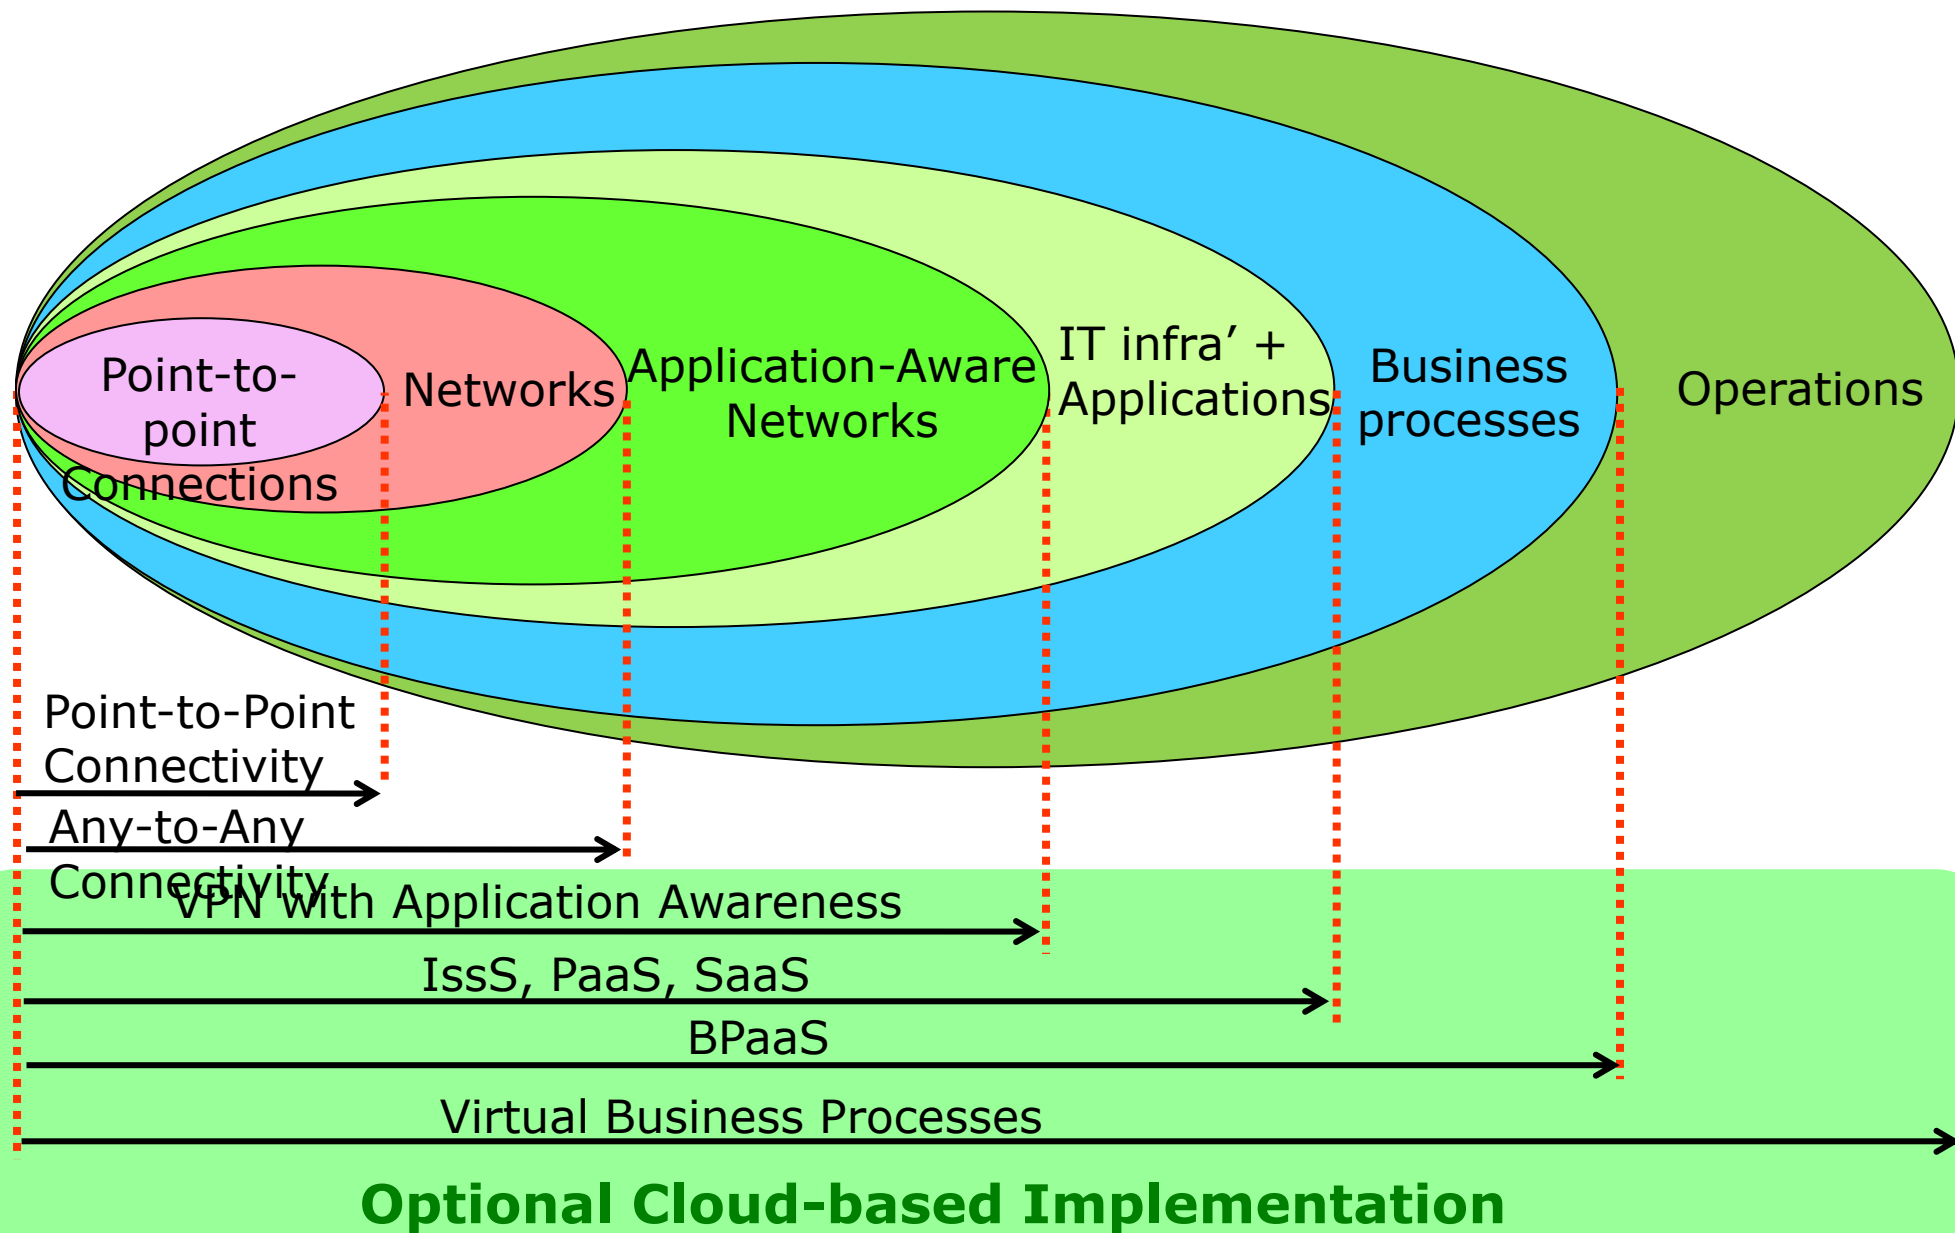 Point-to-
point
Connections
Networks
Application-Aware
Networks
IT infra’ +
Applications
Business
processes
Operations
Point-to-Point
Connectivity
Any-to-Any
Connectivity
VPN with Application Awareness
IssS, PaaS, SaaS
BPaaS
Virtual Business Processes
Optional Cloud-based Implementation